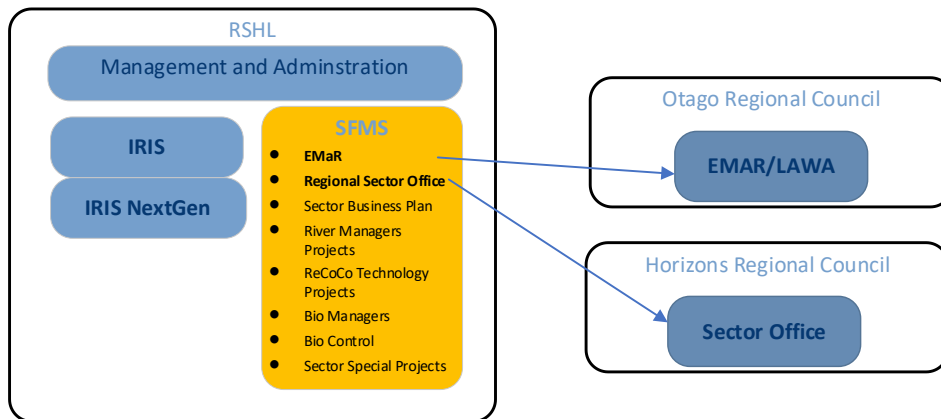 RSHL
Management and Adminstration
IRIS
IRIS NextGen
SFMS
● EMaR
● Regional Sector Office
● Sector Business Plan
● River Managers
Projects
● ReCoCo Technology
Projects
● Bio Managers
● Bio Control
● Sector Special Projects
Otago Regional Council
EMAR/LAWA
Horizons Regional Council
Sector Office